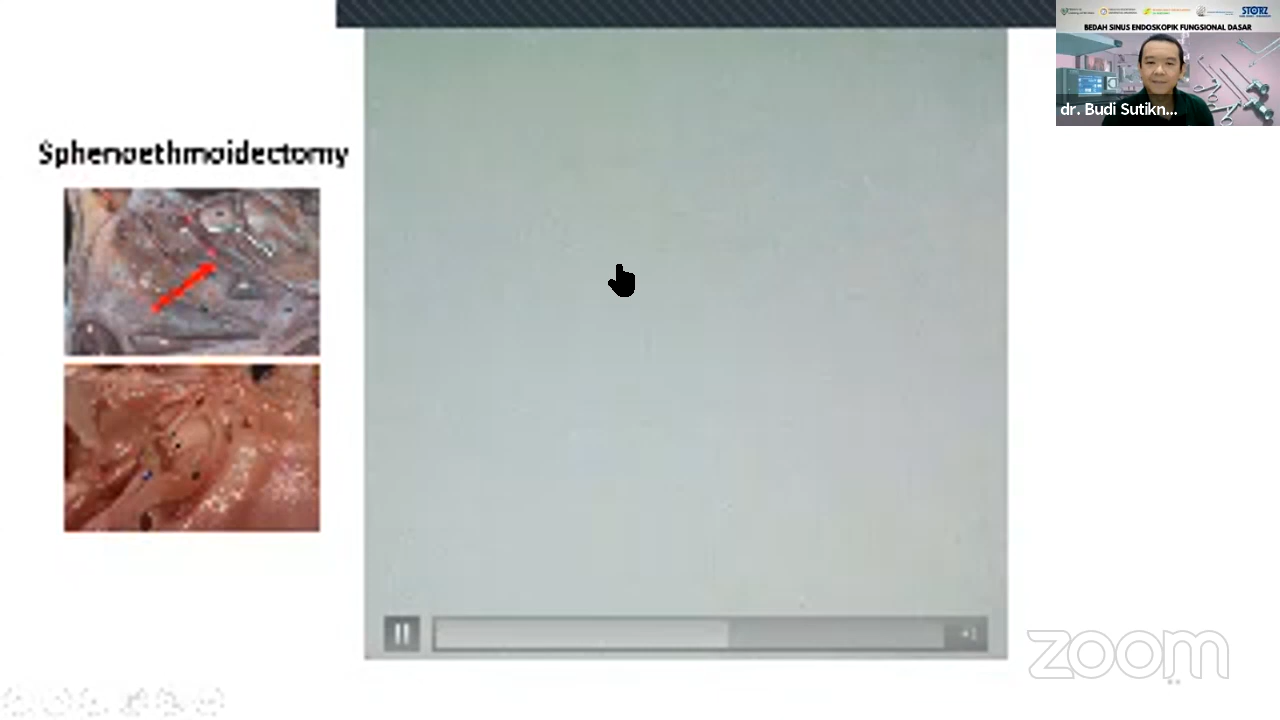 STORZ
BEDAH SINUS ENDOSKOPIK FUNGSIONAL DASAR
dr. Budi Sutikn...
Sphenoethmoidectomy
zoom